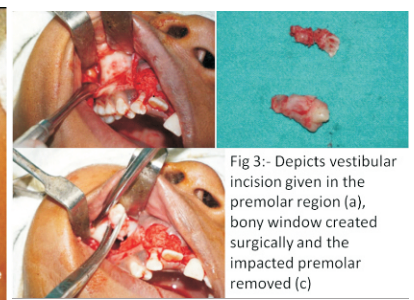 Fig 3:- Depicts vestibular
incision given in the
premolar region (a),
bony window created
surgically and the
impacted premolar
removed (c)